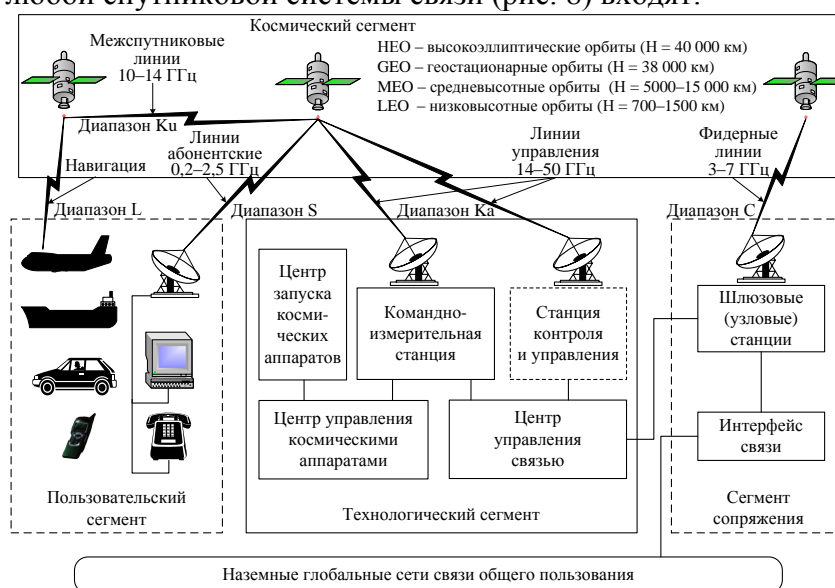 любой спутниковой системы связи (рис. 8) входят:
Космический сегмент
Межспутниковые
линии
10–14 ГГц
HEO – высокоэллиптические орбиты (H = 40 000 км)
GEO – геостационарные орбиты (H = 38 000 км)
MEO – средневысотные орбиты (H = 5000–15 000 км)
LEO – низковысотные орбиты (H = 700–1500 км)
Диапазон Ku
Навигация
Линии
абонентские
0,2–2,5 ГГц
Линии
управления
14–50 ГГц
Фидерные
линии
3–7 ГГц
Диапазон L
Диапазон S
Диапазон Ka
Диапазон C
Центр
запуска
косми-
ческих
аппаратов
Командно-
измерительная
станция
Станция
контроля
и управления
Шлюзовые
(узловые)
станции
Центр управления
космическими
аппаратами
Центр
управления
связью
Интерфейс
связи
Пользовательский
сегмент
Технологический сегмент
Сегмент
сопряжения
Наземные глобальные сети связи общего пользования